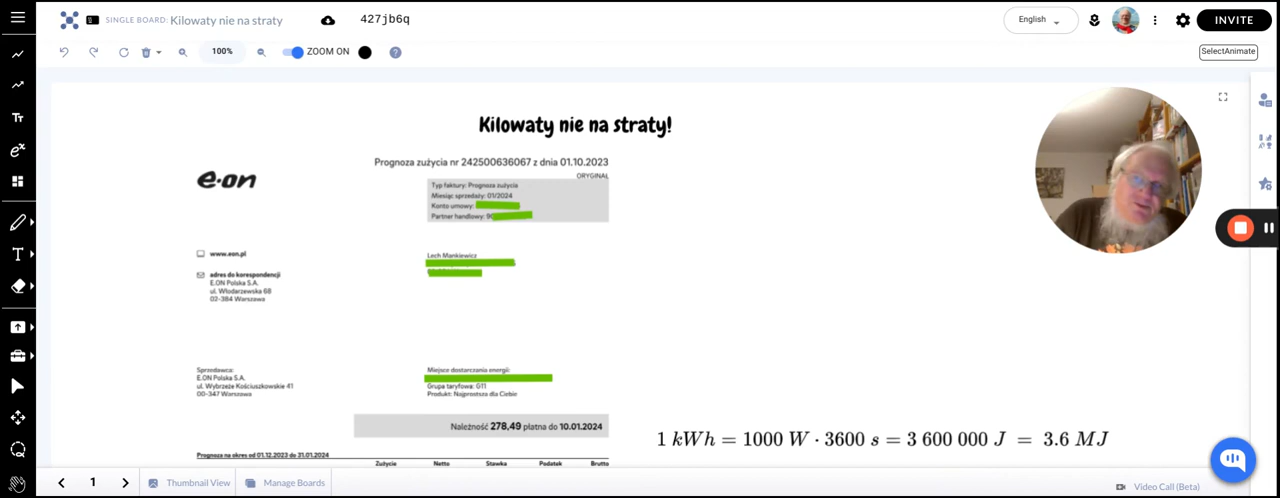 SINGLE BOARD: Kilowaty nie na straty
427jb6q
English
INVITE
100%
ZOOM ON
SelectAnimate
Kilowaty nie na straty!
Prognoza zużycia nr 242500636067 z dnia 01.10.2023
ORYGINAŁ
e·on
Typ faktury: Prognoza zużycia
Miesiąc sprzedaży: 01/2024
Konto umowy:
Partner handlowy: 90
www.eon.pl
Lech Mankiewicz
adres do korespondencji
E.ON Polska S.A.
ul. Włodarzewska 68
02-384 Warszawa
Sprzedawca:
E.ON Polska S.A.
ul. Wybrzeże Kościuszkowskie 41
00-347 Warszawa
Miejsce dostarczania energii:
Grupa taryfowa: G11
Produkt: Najprostsza dla Ciebie
Należność 278,49 płatna do 10.01.2024
1 kWh = 1000 W · 3600 s = 3 600 000 J = 3.6 MJ
Prognoza na okres od 01.12.2023 do 31.01.2024
Zużycie Netto Stawka Podatek Brutto
1
Thumbnail View
Manage Boards
Video Call (Beta)